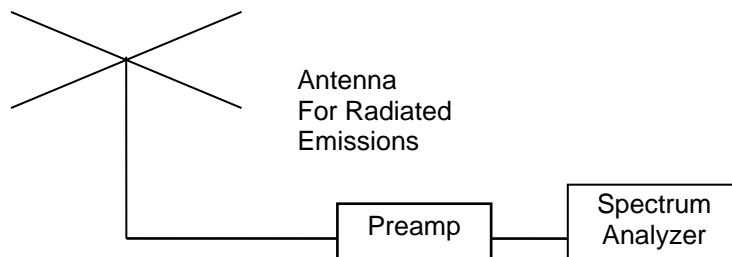 Antenna
For Radiated
Emissions
Preamp
Spectrum
Analyzer